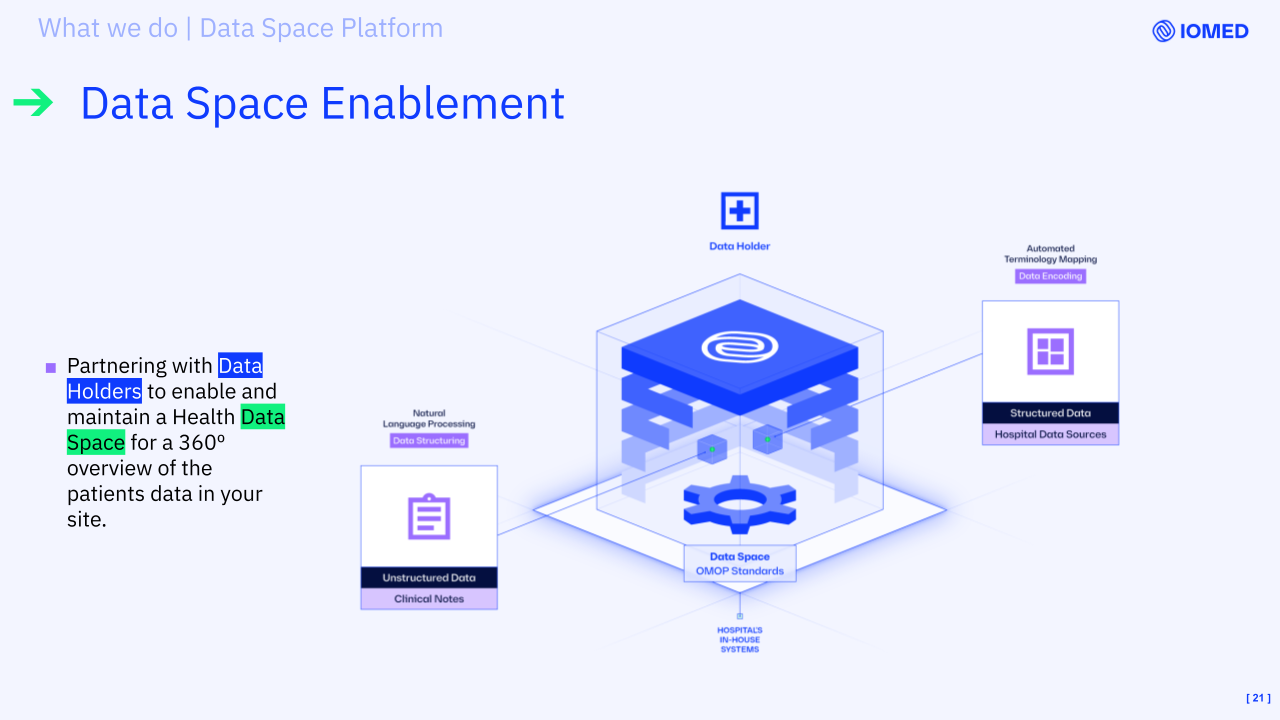 What we do | Data Space Platform
IOMED
Data Space Enablement
Partnering with Data
Holders to enable and
maintain a Health Data
Space for a 360º
overview of the
patients data in your
site.
Data Holder
Automated
Terminology Mapping
Data Encoding
Structured Data
Hospital Data Sources
Natural
Language Processing
Data Structuring
Unstructured Data
Clinical Notes
Data Space
OMOP Standards
HOSPITAL'S
IN-HOUSE
SYSTEMS
[ 21 ]